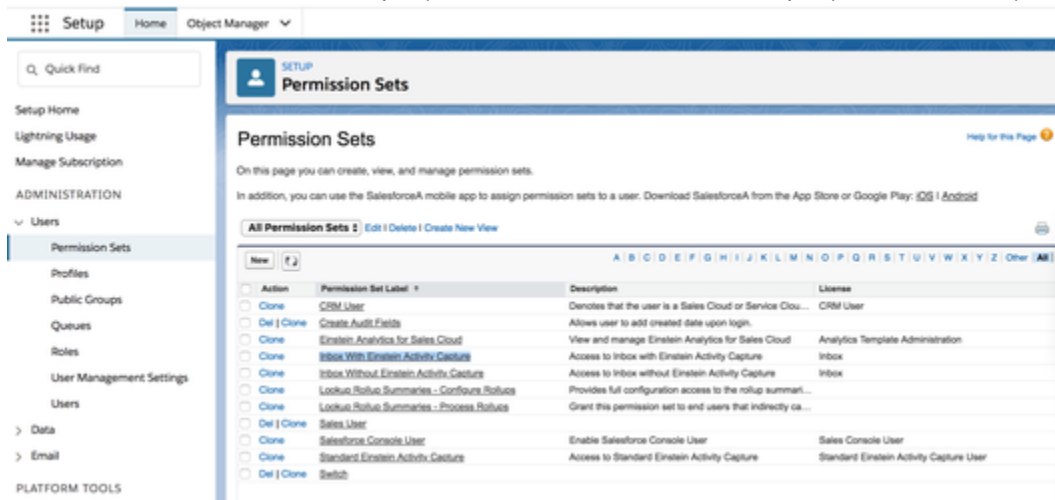 Setup Home Object Manager
Quick Find
Setup Home
Lightning Usage
Manage Subscription
ADMINISTRATION
Users
Permission Sets
Profiles
Public Groups
Queues
Roles
User Management Settings
Users
Data
Email
PLATFORM TOOLS
SETUP
Permission Sets
Permission Sets
Help for this Page
On this page you can create, view, and manage permission sets.
In addition, you can use the SalesforceA mobile app to assign permission sets to a user. Download SalesforceA from the App Store or Google Play: iOS | Android
All Permission Sets Edit | Delete | Create New View
New A B C D E F G H I J K L M N O P Q R S T U V W X Y Z Other All
Action Permission Set Label Description License
Clone CRM User Denotes that the user is a Sales Cloud or Service Clou... CRM User
Del | Clone Create Audit Fields Allows user to add created date upon login.
Clone Einstein Analytics for Sales Cloud View and manage Einstein Analytics for Sales Cloud Analytics Template Administration
Clone Inbox With Einstein Activity Capture Access to Inbox with Einstein Activity Capture Inbox
Clone Inbox Without Einstein Activity Capture Access to Inbox without Einstein Activity Capture Inbox
Clone Lookup Rollup Summaries - Configure Rollups Provides full configuration access to the rollup summari...
Clone Lookup Rollup Summaries - Process Rollups Grant this permission set to end users that indirectly ca...
Del | Clone Sales User
Clone Salesforce Console User Enable Salesforce Console User Sales Console User
Clone Standard Einstein Activity Capture Access to Standard Einstein Activity Capture Standard Einstein Activity Capture User
Del | Clone Switch